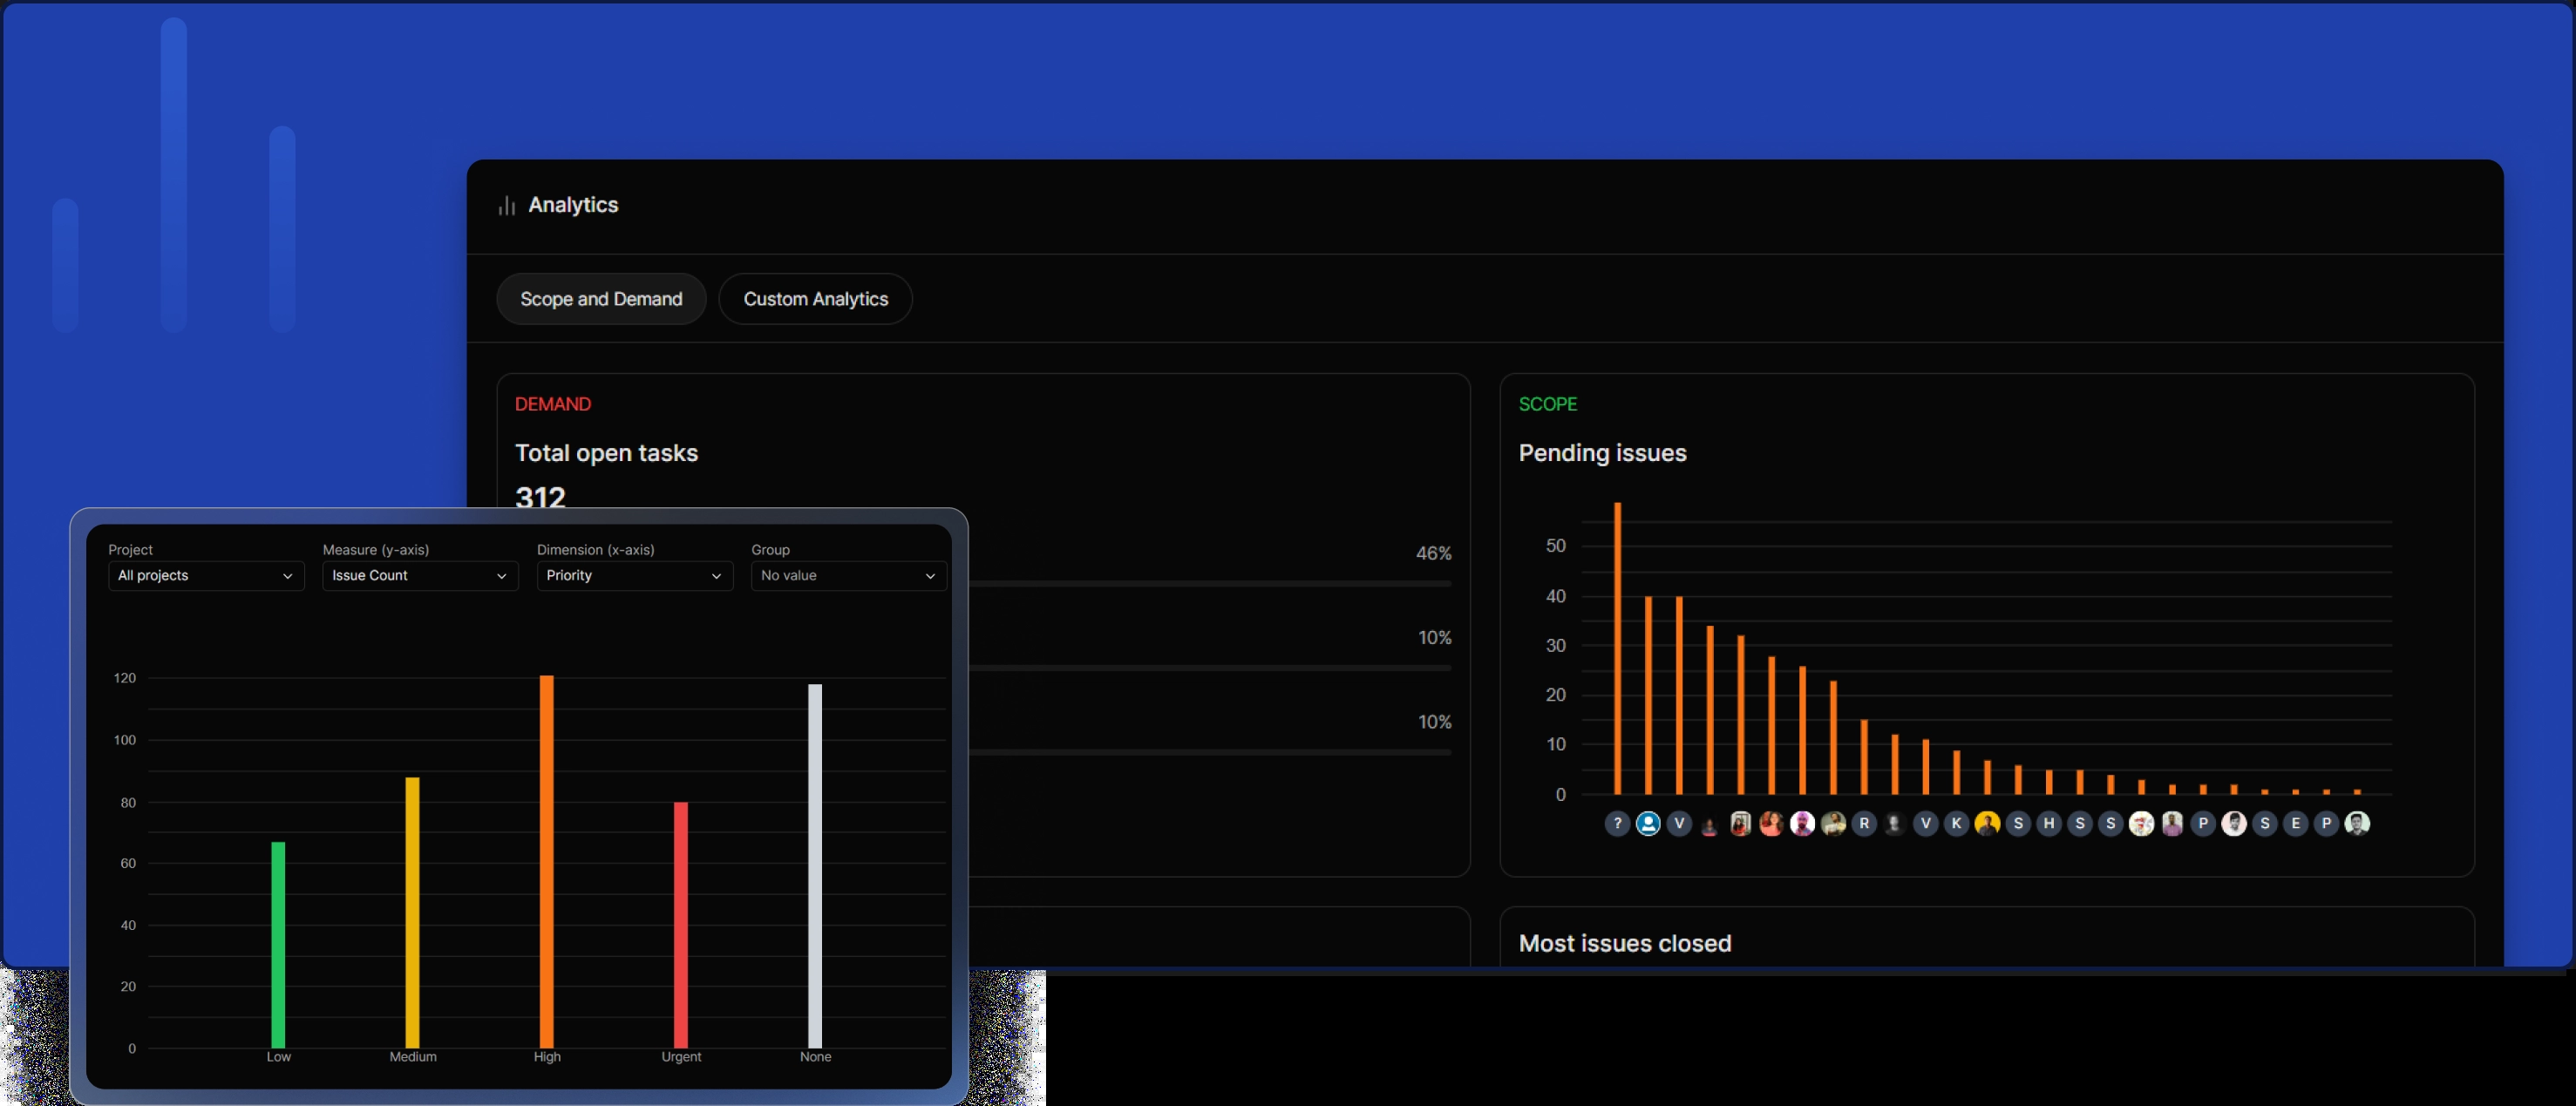 Analytics
Scope and Demand
Custom Analytics
DEMAND
Total open tasks
312
46%
10%
10%
SCOPE
Pending issues
50
40
30
20
10
0
? V R V K S H S S P S E P
Most issues closed
Project
Measure (y-axis)
Dimension (x-axis)
Group
All projects
Issue Count
Priority
No value
120
100
80
60
40
20
0
Low Medium High Urgent None